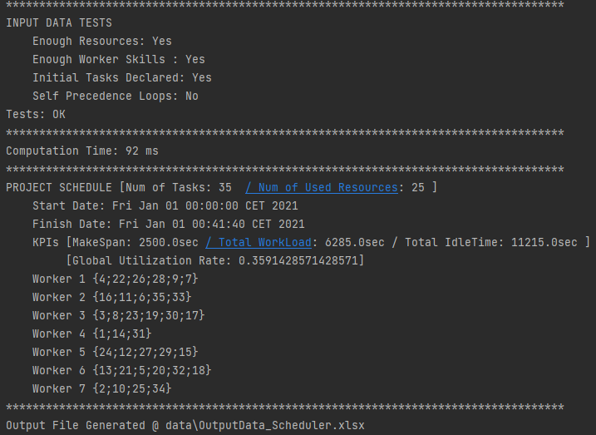 *************************************************************************************
INPUT DATA TESTS
Enough Resources: Yes
Enough Worker Skills : Yes
Initial Tasks Declared: Yes
Self Precedence Loops: No
Tests: OK
*************************************************************************************
Computation Time: 92 ms
*************************************************************************************
PROJECT SCHEDULE [Num of Tasks: 35  / Num of Used Resources: 25 ]
Start Date: Fri Jan 01 00:00:00 CET 2021
Finish Date: Fri Jan 01 00:41:40 CET 2021
KPIs [MakeSpan: 2500.0sec / Total WorkLoad: 6285.0sec / Total IdleTime: 11215.0sec ]
[Global Utilization Rate: 0.3591428571428571]
Worker 1 {4;22;26;28;9;7}
Worker 2 {16;11;6;35;33}
Worker 3 {3;8;23;19;30;17}
Worker 4 {1;14;31}
Worker 5 {24;12;27;29;15}
Worker 6 {13;21;5;20;32;18}
Worker 7 {2;10;25;34}
*************************************************************************************
Output File Generated @ data\OutputData_Scheduler.xlsx